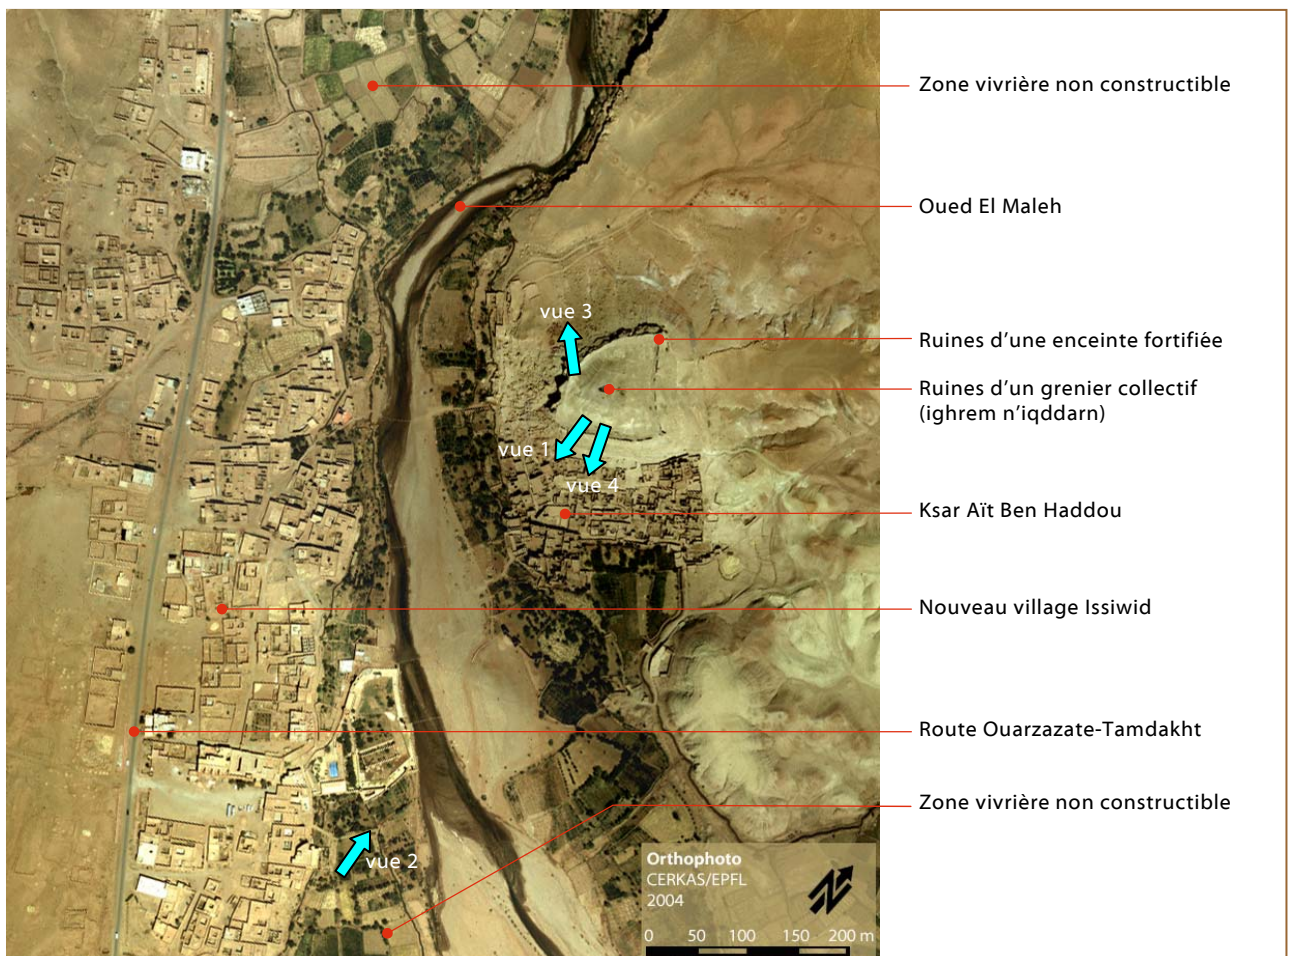 Zone vivrière non constructible
Oued El Maleh
vue 3
Ruines d’une enceinte fortifiée
Ruines d’un grenier collectif
(ighrem n’iqddarn)
vue 1
vue 4
Ksar Aït Ben Haddou
Nouveau village Issiwid
Route Ouarzazate-Tamdakht
Zone vivrière non constructible
vue 2
Orthophoto
CERKAS/EPFL
2004
0 50 100 150 200 m